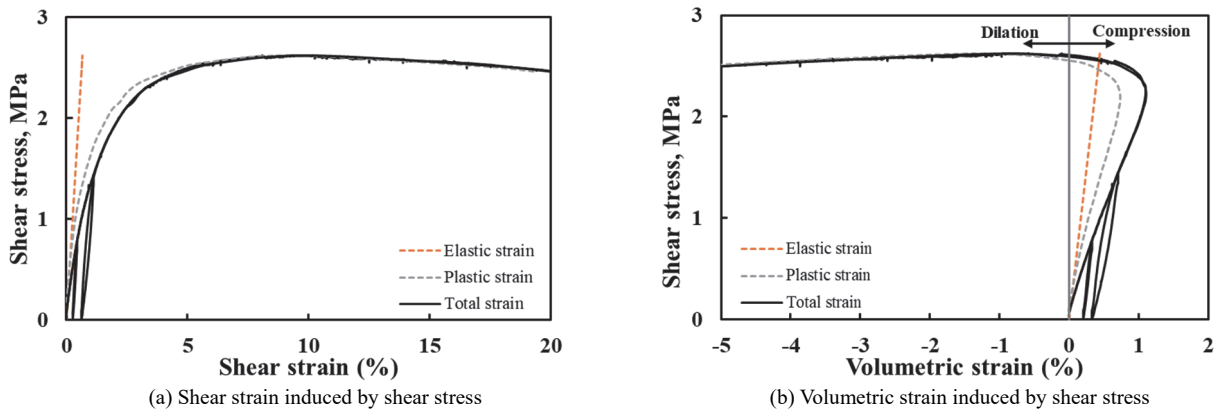 3
2
1
0
Shear stress, MPa
Elastic strain
Plastic strain
Total strain
0 5 10 15 20
Shear strain (%)
(a) Shear strain induced by shear stress
3
2
1
0
Shear stress, MPa
Dilation Compression
Elastic strain
Plastic strain
Total strain
-5 -4 -3 -2 -1 0 1 2
Volumetric strain (%)
(b) Volumetric strain induced by shear stress